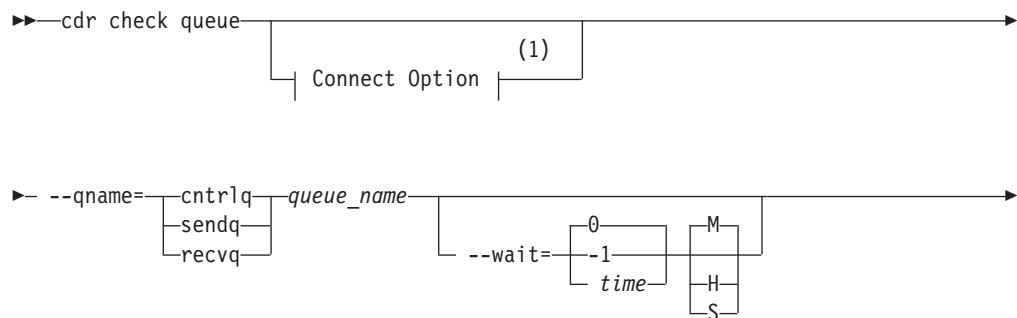 cdr check queue
(1)
Connect Option
--qname= cntrlq queue_name
sendq
recvq
--wait= 0 M
-1
time H
S